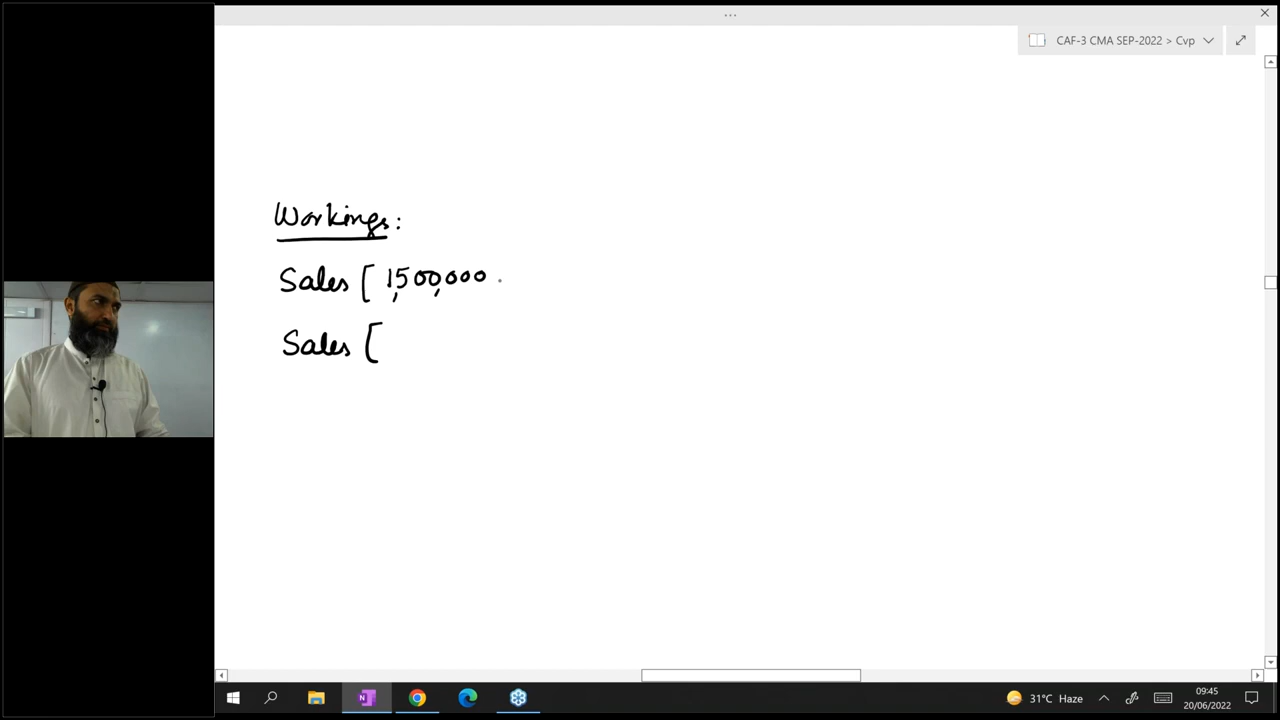 CAF-3 CMA SEP-2022 > Cvp
Workings:
Sales [ 1,500,000
Sales [
31°C Haze
09:45
20/06/2022